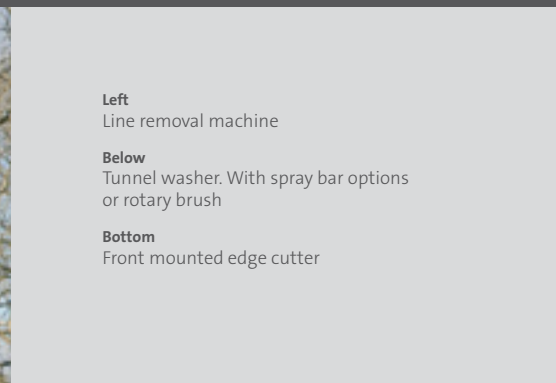 Left
Line removal machine
Below
Tunnel washer. With spray bar options
or rotary brush
Bottom
Front mounted edge cutter